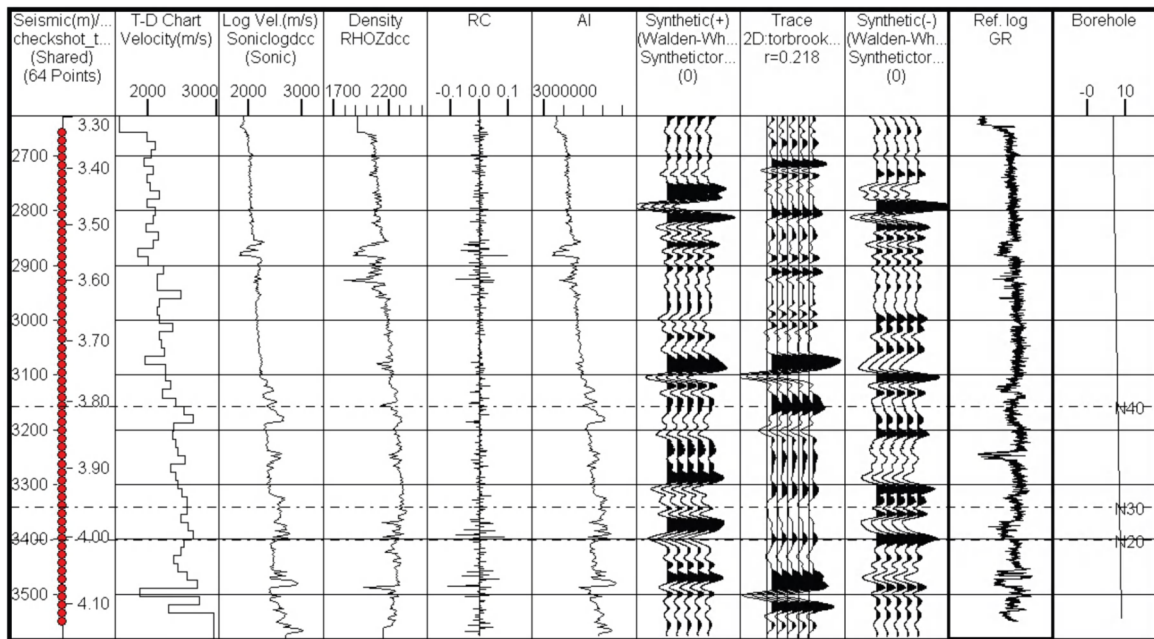 Seismic(m)/... T-D Chart Log Vel.(m/s) Density RC AI Synthetic(+) Trace Synthetic(-) Ref. log Borehole
checkshot_t... Velocity(m/s) Soniclogdcc RHOZdcc (Walden-Wh... 2D:torbrook... (Walden-Wh... GR
(Shared) (Sonic) Synthetictor... r=0.218 Synthetictor...
(64 Points) (0) (0)
2000 3000 2000 3000 1700 2200 -0.1 0.0 0.1 3000000 -0 10
3.30
2700
3.40
2800
3.50
2900
3.60
3000
3.70
3100
3.80
N40
3200
3.90
3300
N30
4.00
3400 N20
3500
4.10